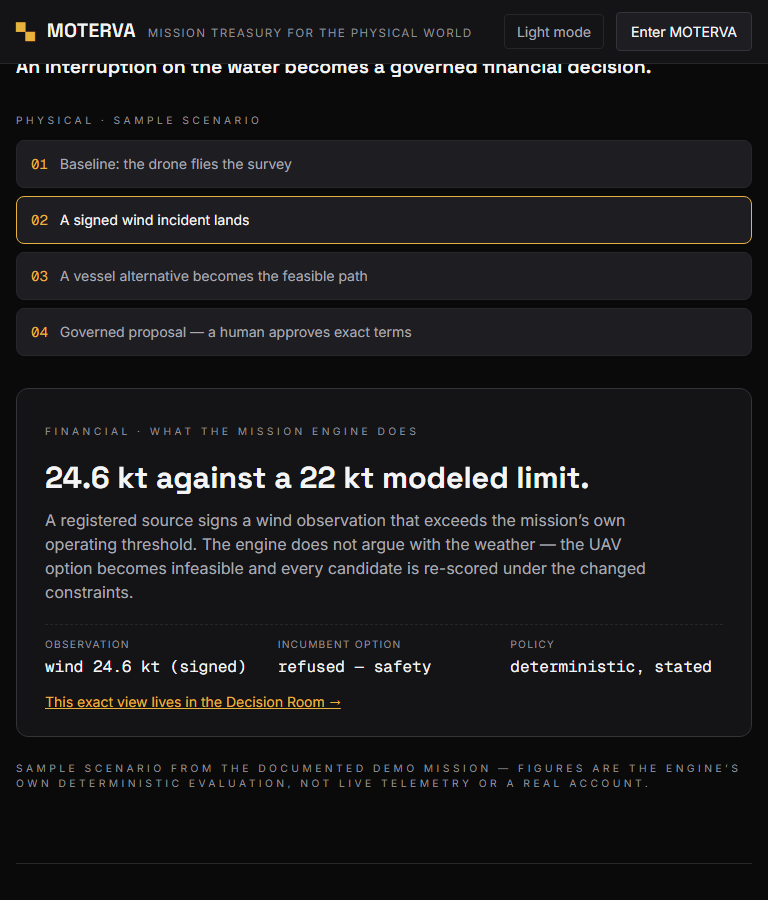 MOTERVA
MISSION TREASURY FOR THE PHYSICAL WORLD
Light mode
Enter MOTERVA
An interruption on the water becomes a governed financial decision.
PHYSICAL · SAMPLE SCENARIO
01 Baseline: the drone flies the survey
02 A signed wind incident lands
03 A vessel alternative becomes the feasible path
04 Governed proposal — a human approves exact terms
FINANCIAL · WHAT THE MISSION ENGINE DOES
24.6 kt against a 22 kt modeled limit.
A registered source signs a wind observation that exceeds the mission’s own
operating threshold. The engine does not argue with the weather — the UAV
option becomes infeasible and every candidate is re-scored under the changed
constraints.
OBSERVATION
wind 24.6 kt (signed)
INCUMBENT OPTION
refused — safety
POLICY
deterministic, stated
This exact view lives in the Decision Room →
SAMPLE SCENARIO FROM THE DOCUMENTED DEMO MISSION — FIGURES ARE THE ENGINE’S
OWN DETERMINISTIC EVALUATION, NOT LIVE TELEMETRY OR A REAL ACCOUNT.